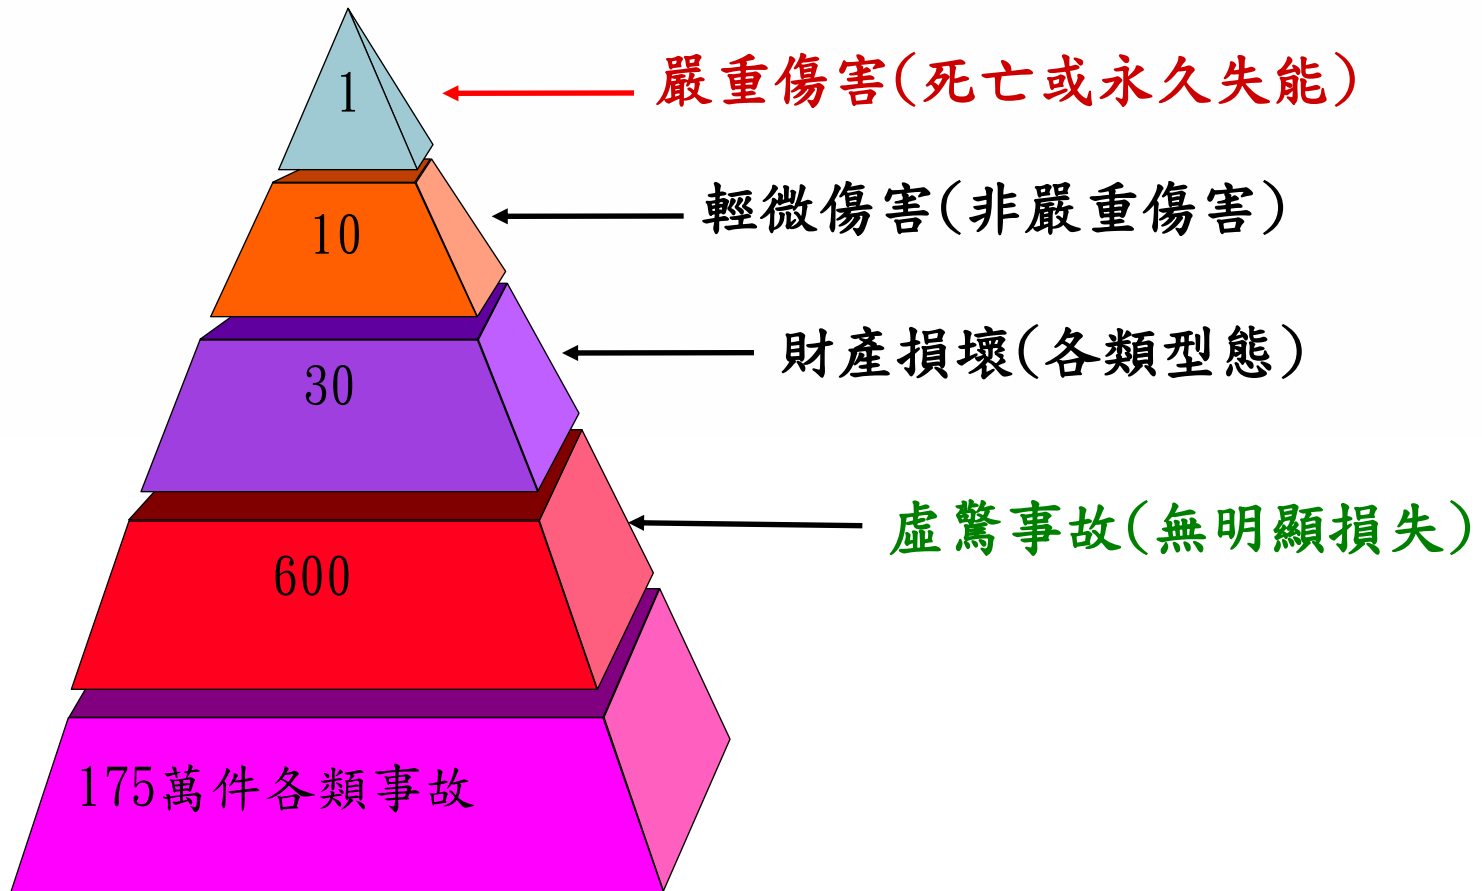 1
嚴重傷害(死亡或永久失能)
10
輕微傷害(非嚴重傷害)
30
財產損壞(各類型態)
600
虛驚事故(無明顯損失)
175萬件各類事故